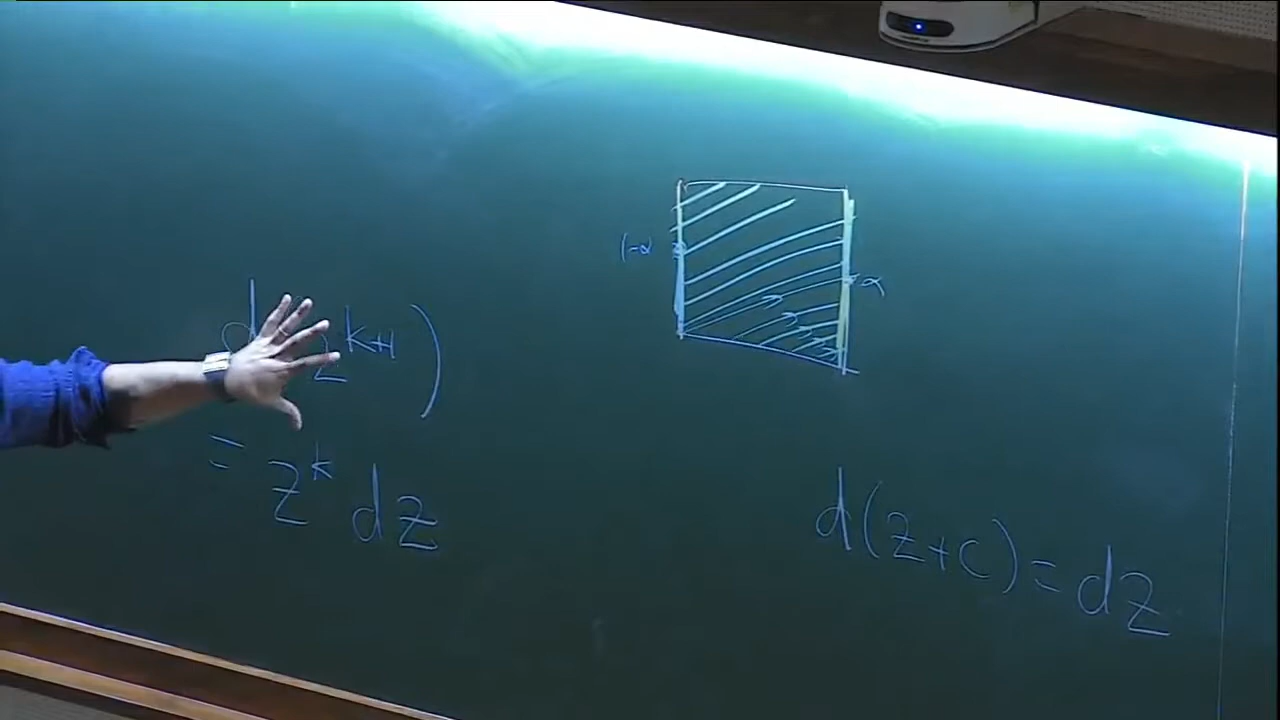 1-α
α
d(z^{k+1})
= z^k dz
d(z+c) = dz